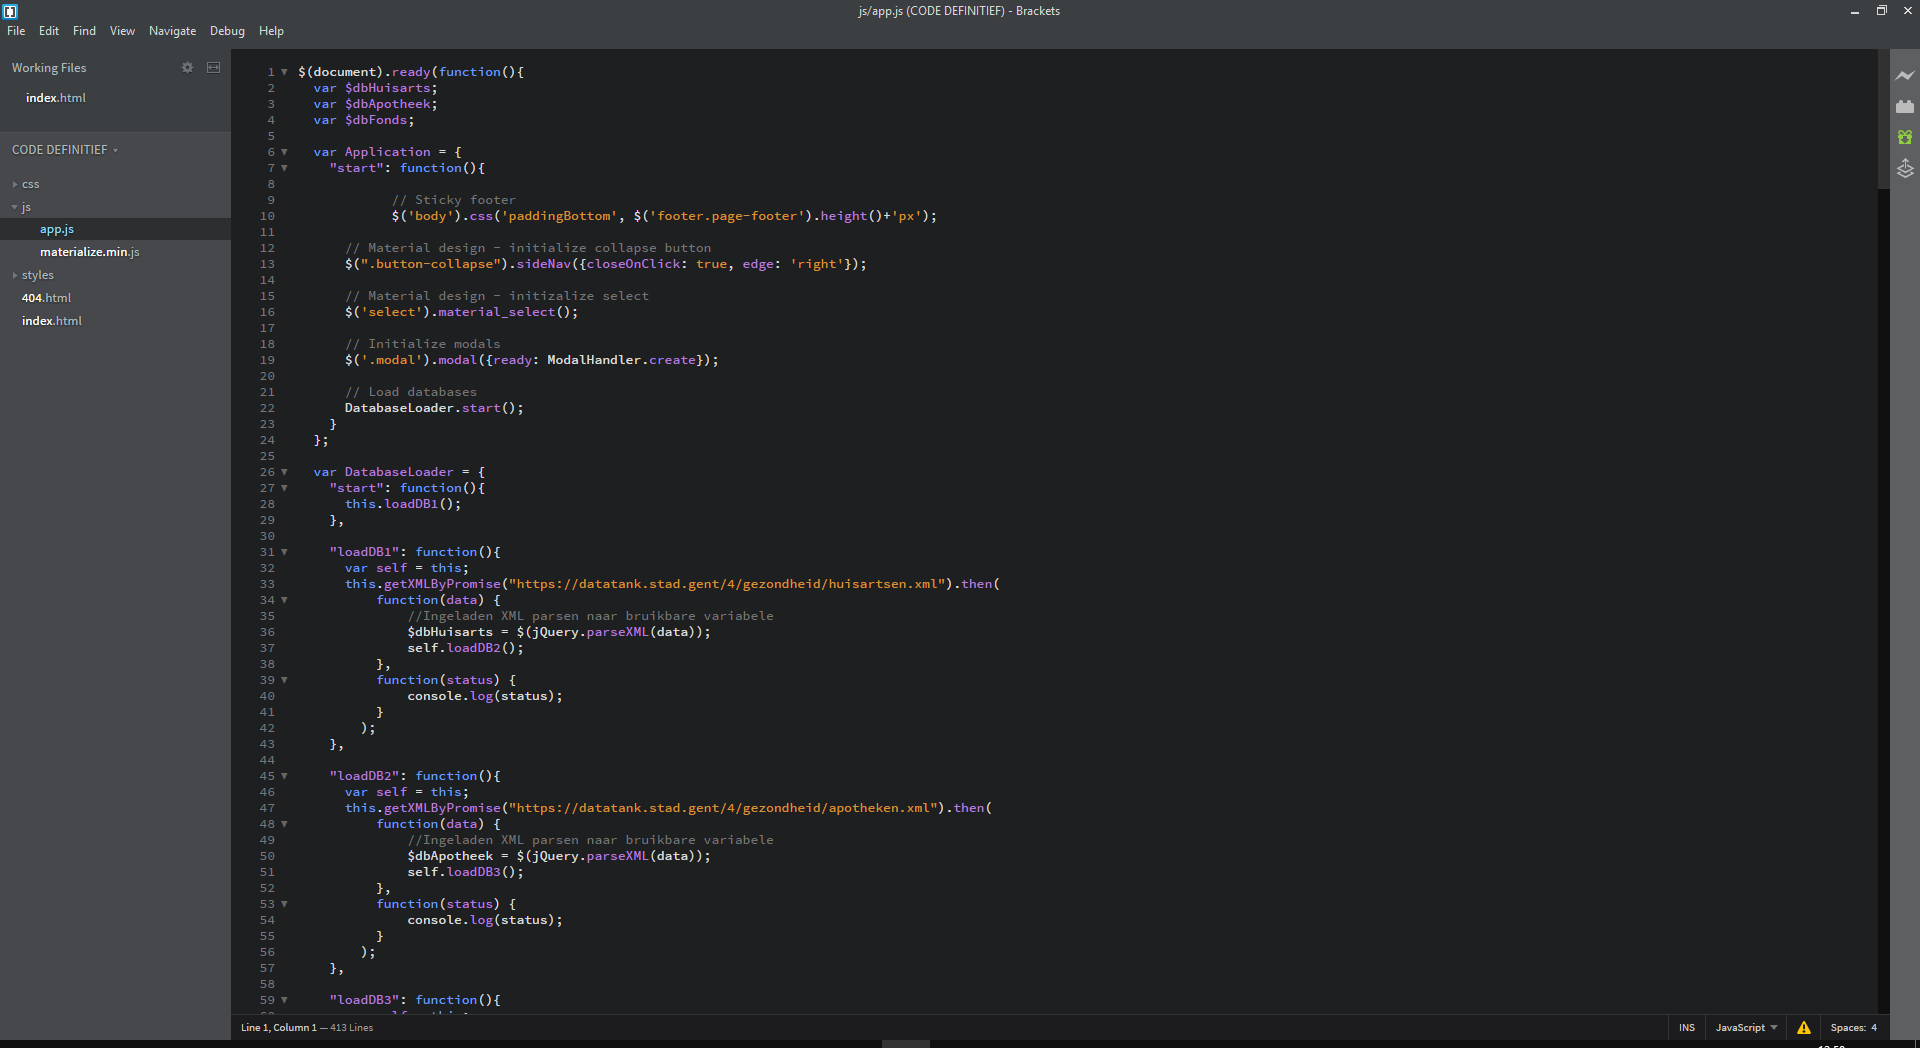 js/app.js (CODE DEFINITIEF) - Brackets
File Edit Find View Navigate Debug Help
Working Files
index.html
CODE DEFINITIEF
css
js
app.js
materialize.min.js
styles
404.html
index.html
1 $(document).ready(function(){
2   var $dbHuisarts;
3   var $dbApotheek;
4   var $dbFonds;
5
6   var Application = {
7     "start": function(){
8
9             // Sticky footer
10             $('body').css('paddingBottom', $('footer.page-footer').height()+'px');
11
12       // Material design - initialize collapse button
13       $(".button-collapse").sideNav({closeOnClick: true, edge: 'right'});
14
15       // Material design - initizalize select
16       $('select').material_select();
17
18       // Initialize modals
19       $('.modal').modal({ready: ModalHandler.create});
20
21       // Load databases
22       DatabaseLoader.start();
23     }
24   };
25
26   var DatabaseLoader = {
27     "start": function(){
28       this.loadDB1();
29     },
30
31     "loadDB1": function(){
32       var self = this;
33       this.getXMLByPromise("https://datatank.stad.gent/4/gezondheid/huisartsen.xml").then(
34           function(data) {
35               //Ingeladen XML parsen naar bruikbare variabele
36               $dbHuisarts = $(jQuery.parseXML(data));
37               self.loadDB2();
38           },
39           function(status) {
40               console.log(status);
41           }
42         );
43     },
44
45     "loadDB2": function(){
46       var self = this;
47       this.getXMLByPromise("https://datatank.stad.gent/4/gezondheid/apotheken.xml").then(
48           function(data) {
49               //Ingeladen XML parsen naar bruikbare variabele
50               $dbApotheek = $(jQuery.parseXML(data));
51               self.loadDB3();
52           },
53           function(status) {
54               console.log(status);
55           }
56         );
57     },
58
59     "loadDB3": function(){
Line 1, Column 1 — 413 Lines
INS JavaScript Spaces: 4